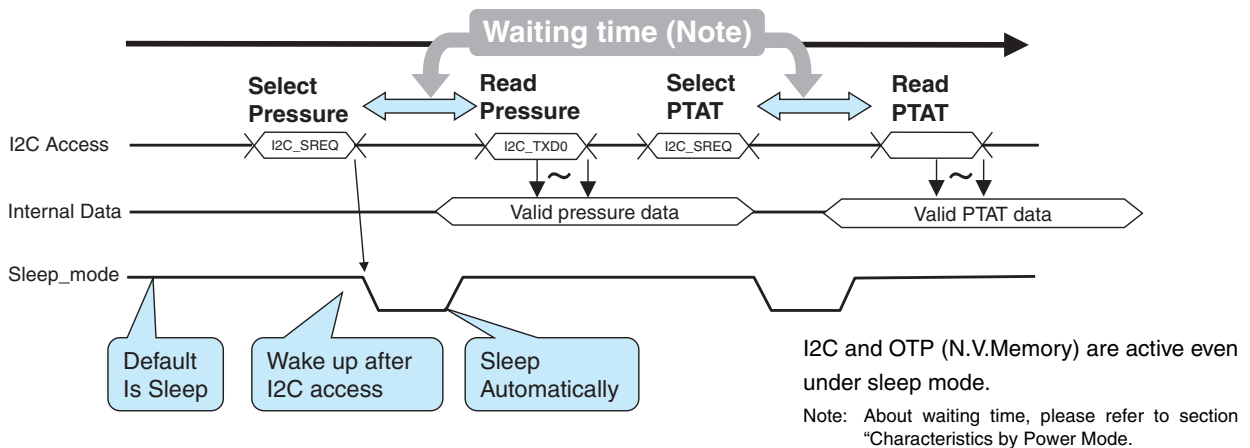 Waiting time (Note)
Select
Pressure
Read
Pressure
Select
PTAT
Read
PTAT
I2C Access
I2C_SREQ
I2C_TXD0
I2C_SREQ
~
~
Internal Data
Valid pressure data
Valid PTAT data
Sleep_mode
Default
Is Sleep
Wake up after
I2C access
Sleep
Automatically
I2C and OTP (N.V.Memory) are active even
under sleep mode.
Note: About waiting time, please refer to section
“Characteristics by Power Mode.